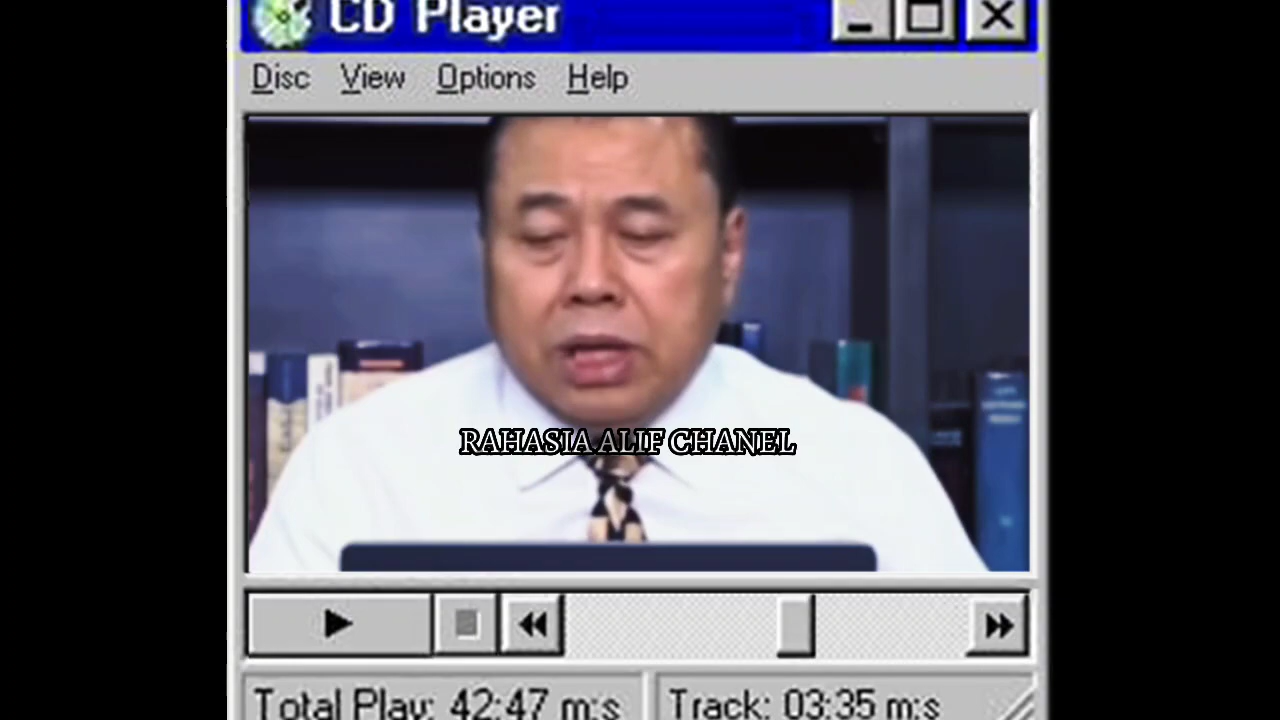 CD Player
Disc View Options Help
RAHASIA ALIF CHANEL
Total Play: 42:47 m:s
Track: 03:35 m:s